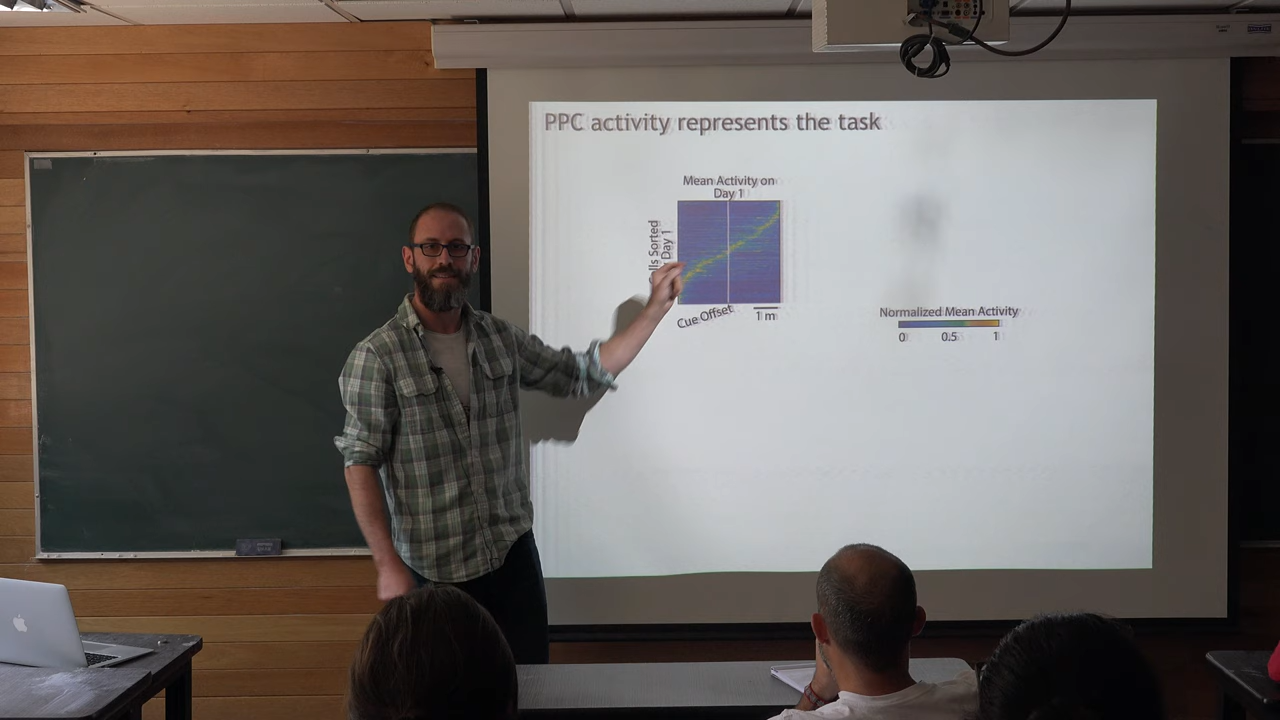 PPC activity represents the task
Mean Activity on
Day 1
Sorted
Day 1
Cue Offset
1 m
Normalized Mean Activity
0 0.5 1